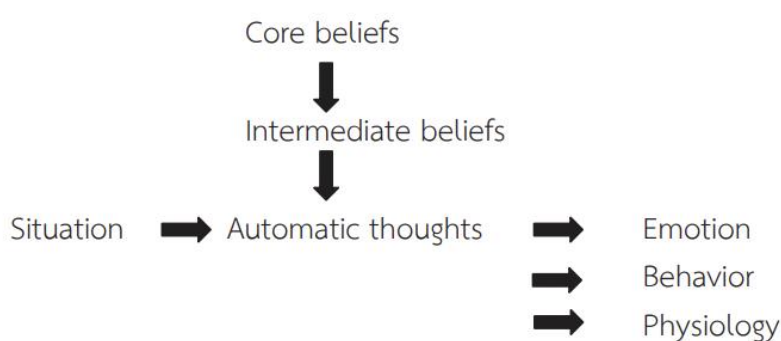 Core beliefs
Intermediate beliefs
Situation Automatic thoughts Emotion
Behavior
Physiology